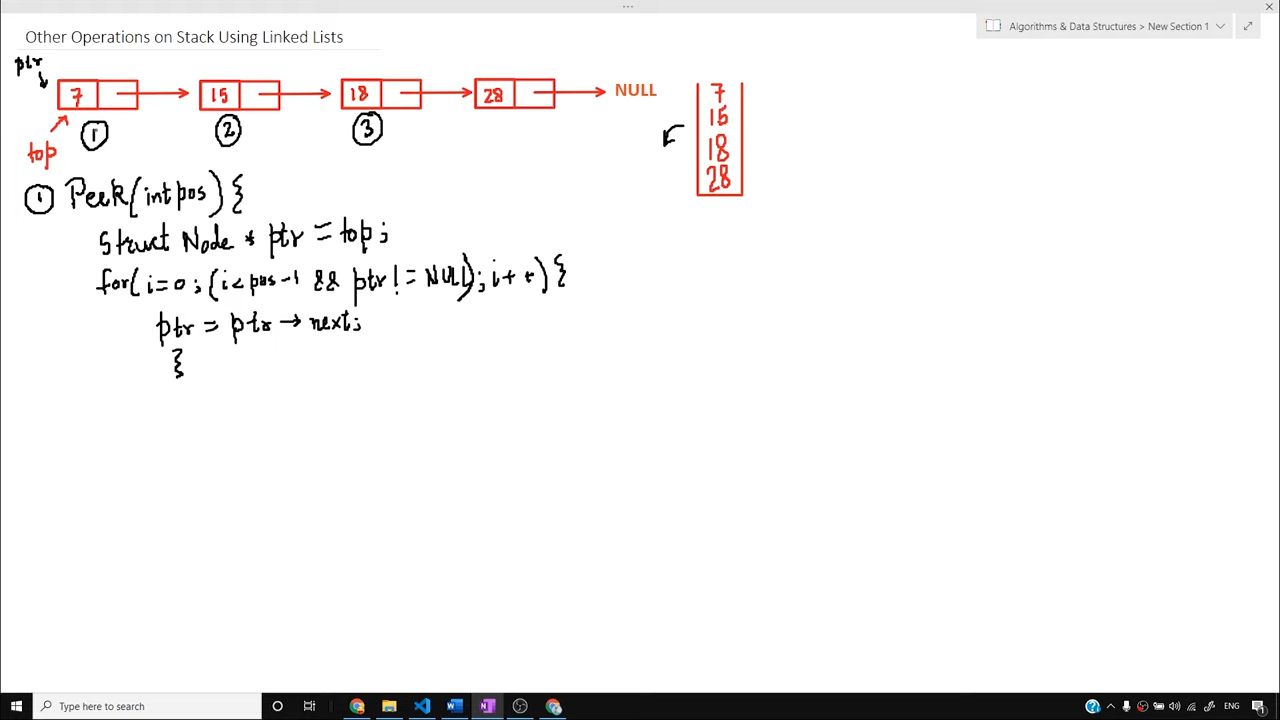 Other Operations on Stack Using Linked Lists
Algorithms & Data Structures > New Section 1
ptr
7 15 18 28 NULL
1 2 3
top
7
15
18
28
1 Peek(int pos) {
Struct Node * ptr = top;
for( i=0 ; (i< pos-1 && ptr != NULL) ; i++ ) {
ptr = ptr → next;
}
Type here to search
ENG